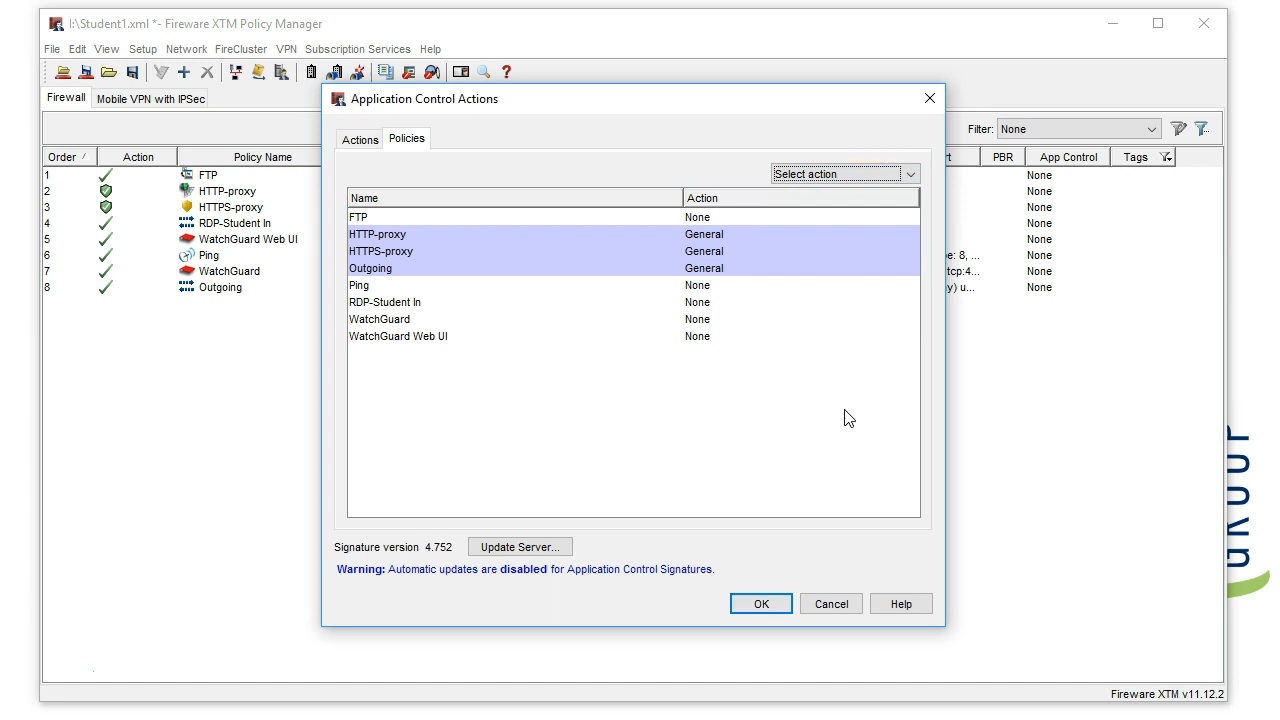 I:\Student1.xml *- Fireware XTM Policy Manager
File Edit View Setup Network FireCluster VPN Subscription Services Help
Firewall Mobile VPN with IPSec
Filter: None
Order / Action Policy Name PBR App Control Tags
1 FTP None
2 HTTP-proxy None
3 HTTPS-proxy None
4 RDP-Student In None
5 WatchGuard Web UI None
6 Ping e: 8, ... None
7 WatchGuard tcp:4... None
8 Outgoing y) u... None
Application Control Actions
Actions Policies
Select action
Name Action
FTP None
HTTP-proxy General
HTTPS-proxy General
Outgoing General
Ping None
RDP-Student In None
WatchGuard None
WatchGuard Web UI None
Signature version 4.752 Update Server...
Warning: Automatic updates are disabled for Application Control Signatures.
OK Cancel Help
Fireware XTM v11.12.2